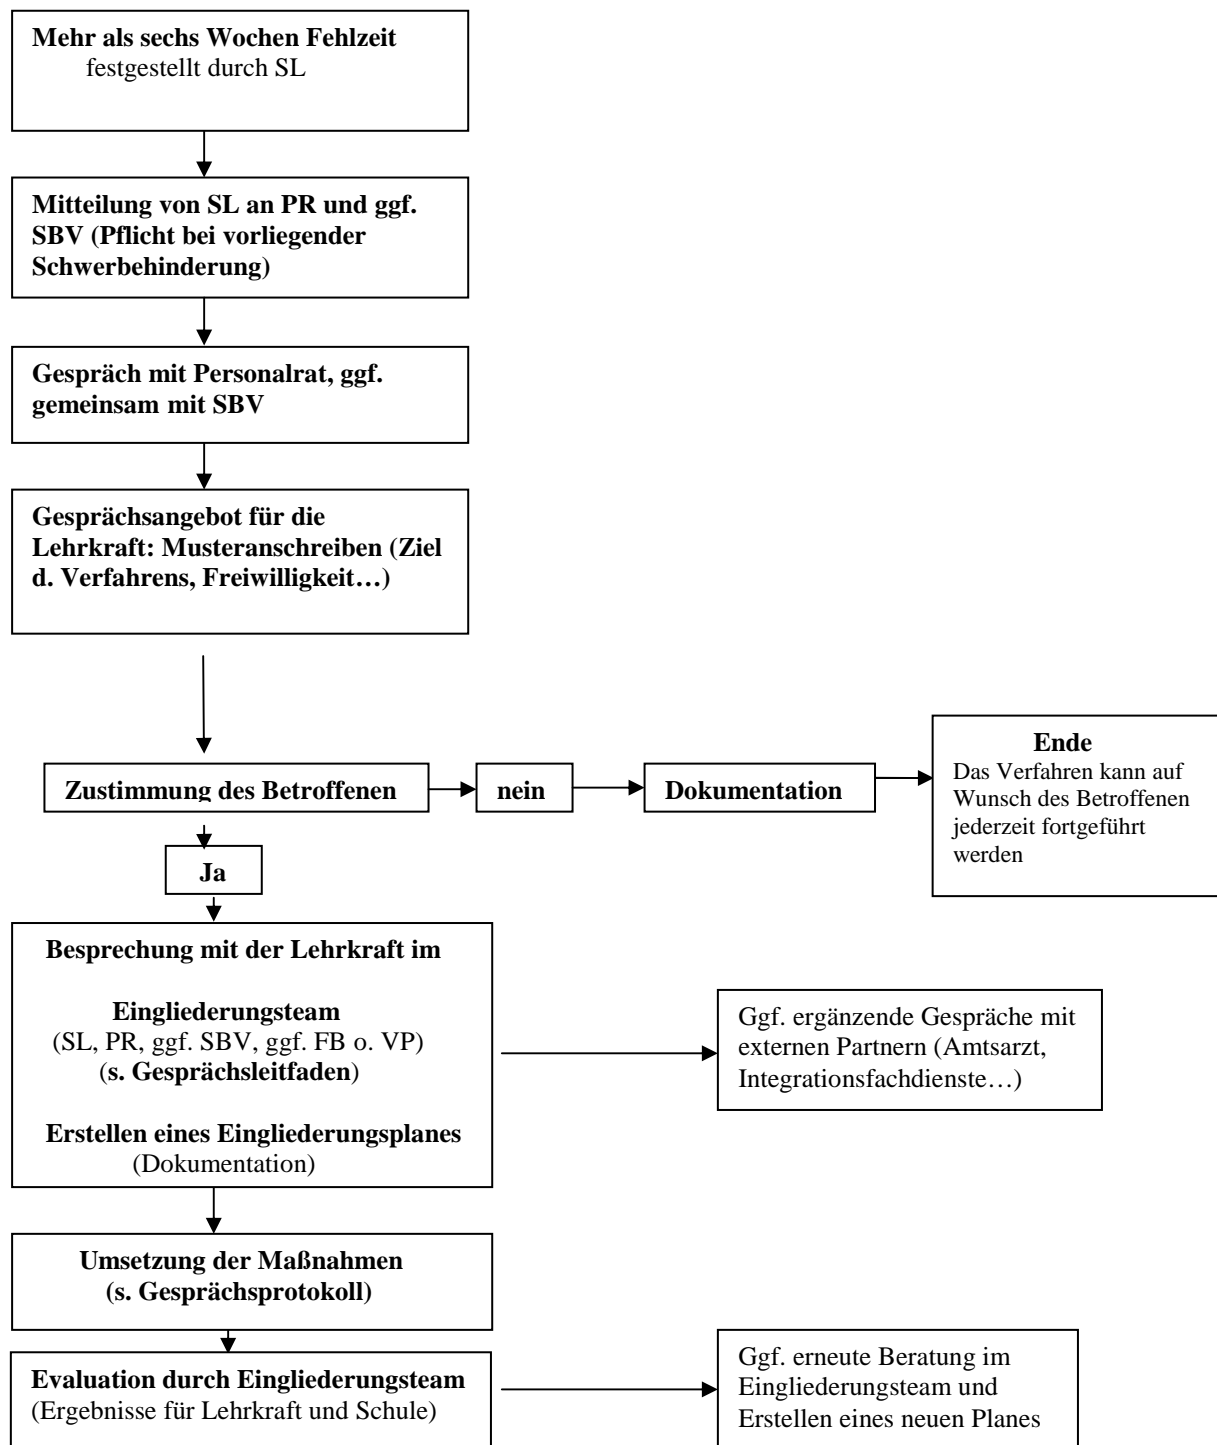 Mehr als sechs Wochen Fehlzeit
festgestellt durch SL
Mitteilung von SL an PR und ggf.
SBV (Pflicht bei vorliegender
Schwerbehinderung)
Gespräch mit Personalrat, ggf.
gemeinsam mit SBV
Gesprächsangebot für die
Lehrkraft: Musteranschreiben (Ziel
d. Verfahrens, Freiwilligkeit…)
Zustimmung des Betroffenen
nein
Dokumentation
Ende
Das Verfahren kann auf
Wunsch des Betroffenen
jederzeit fortgeführt
werden
Ja
Besprechung mit der Lehrkraft im
Eingliederungsteam
(SL, PR, ggf. SBV, ggf. FB o. VP)
(s. Gesprächsleitfaden)
Erstellen eines Eingliederungsplanes
(Dokumentation)
Ggf. ergänzende Gespräche mit
externen Partnern (Amtsarzt,
Integrationsfachdienste…)
Umsetzung der Maßnahmen
(s. Gesprächsprotokoll)
Evaluation durch Eingliederungsteam
(Ergebnisse für Lehrkraft und Schule)
Ggf. erneute Beratung im
Eingliederungsteam und
Erstellen eines neuen Planes